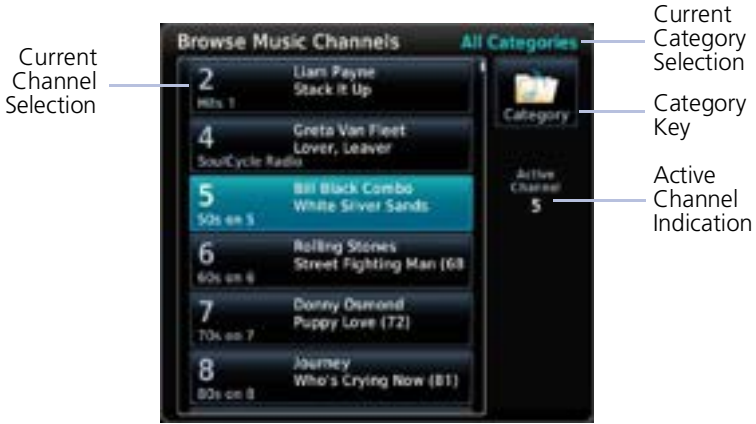 Current
Channel
Selection
Browse Music Channels
All Categories
2
Hits 1
Liam Payne
Stack It Up
4
SoulCycle Radio
Greta Van Fleet
Lover, Leaver
5
50s on 5
Bill Black Combo
White Silver Sands
6
60s on 6
Rolling Stones
Street Fighting Man (68
7
70s on 7
Donny Osmond
Puppy Love (72)
8
80s on 8
Journey
Who's Crying Now (81)
Category
Active
Channel
5
Current
Category
Selection
Category
Key
Active
Channel
Indication